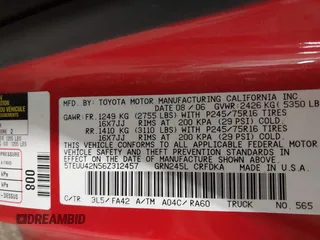 MFD. BY: TOYOTA MOTOR MANUFACTURING CALIFORNIA INC.
DATE 08/06 GVWR: 2426 KG( 5350 LB
GAWR:FR. 1249 KG( 2755 LBS) WITH P245/75R16 TIRES
16X7JJ RIMS AT 200 KPA (29 PSI) COLD
RR. 1410 KG( 3110 LBS) WITH P245/75R16 TIRES
16X7JJ RIMS AT 200 KPA (29 PSI) COLD
THIS VEHICLE CONFORMS TO ALL APPLICABLE FEDERAL
MOTOR VEHICLE SAFETY AND THEFT PREVENTION
STANDARDS IN EFFECT ON THE DATE OF
MANUFACTURE SHOWN ABOVE.
5TEUU42N56Z312457 GRN245L CRFDKA
C/TR: 3L5/FA42 A/TM A04C/RA60 TRUCK 565
008
DREAMBID